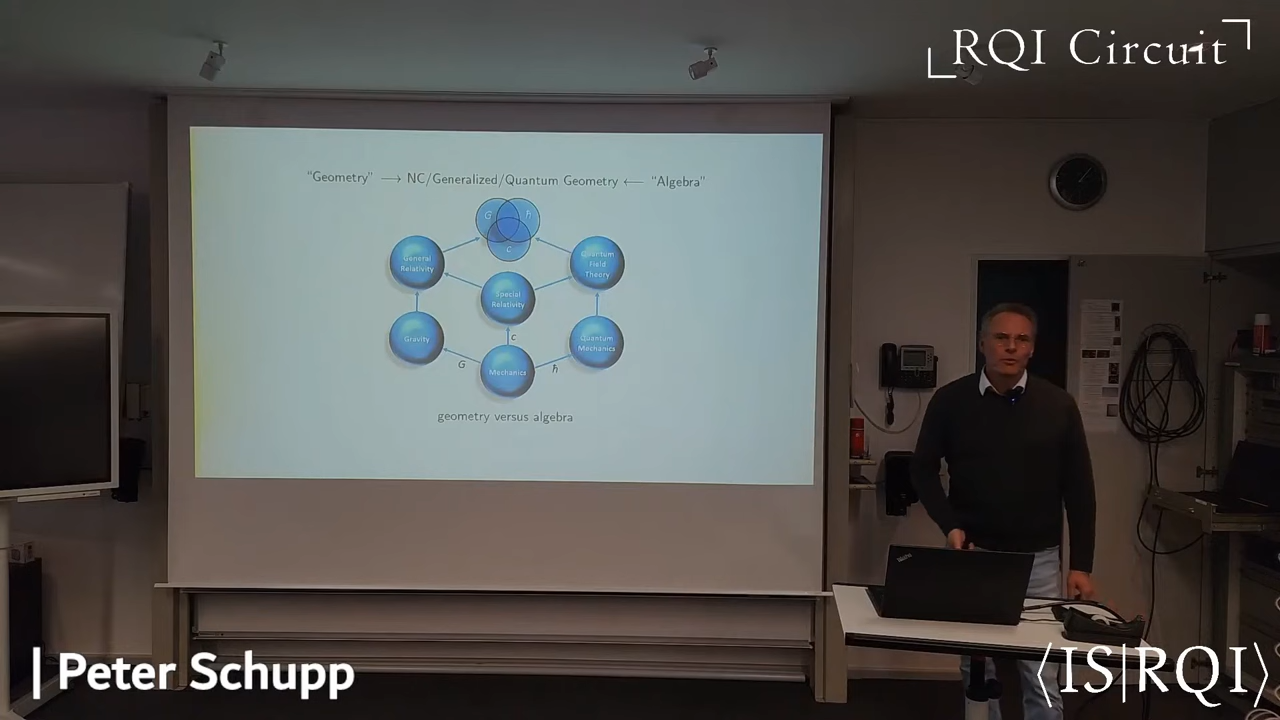 RQI Circuit
"Geometry" ⟶ NC/Generalized/Quantum Geometry ⟵ "Algebra"
G
ħ
c
General
Relativity
Quantum
Field
Theory
Special
Relativity
Gravity
c
Quantum
Mechanics
G
Mechanics
ħ
geometry versus algebra
| Peter Schupp
⟨IS|RQI⟩